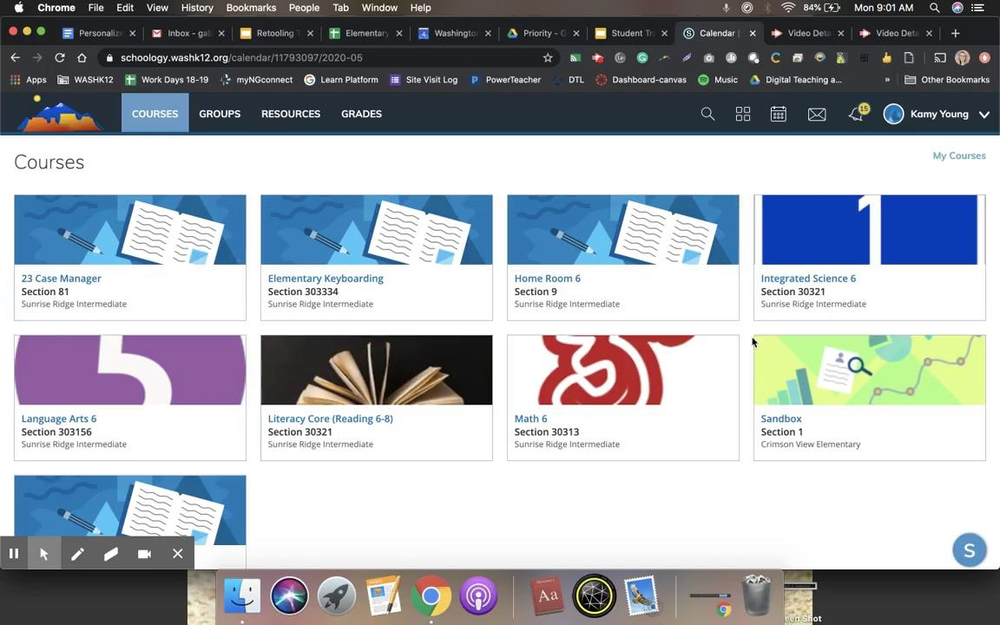 Chrome File Edit View History Bookmarks People Tab Window Help 84% Mon 9:01 AM
Personaliz Inbox - gal Retooling T Elementary Washingto Priority - G Student Tra Calendar | Video Deta Video Deta
schoology.washk12.org/calendar/11793097/2020-05
Apps WASHK12 Work Days 18-19 myNGconnect Learn Platform Site Visit Log PowerTeacher DTL Dashboard-canvas Music Digital Teaching a... » Other Bookmarks
COURSES GROUPS RESOURCES GRADES 15 Kamy Young
Courses My Courses
1
23 Case Manager Elementary Keyboarding Home Room 6 Integrated Science 6
Section 81 Section 303334 Section 9 Section 30321
Sunrise Ridge Intermediate Sunrise Ridge Intermediate Sunrise Ridge Intermediate Sunrise Ridge Intermediate
5 3
Language Arts 6 Literacy Core (Reading 6-8) Math 6 Sandbox
Section 303156 Section 30321 Section 30313 Section 1
Sunrise Ridge Intermediate Sunrise Ridge Intermediate Sunrise Ridge Intermediate Crimson View Elementary
S
Aa
een Shot